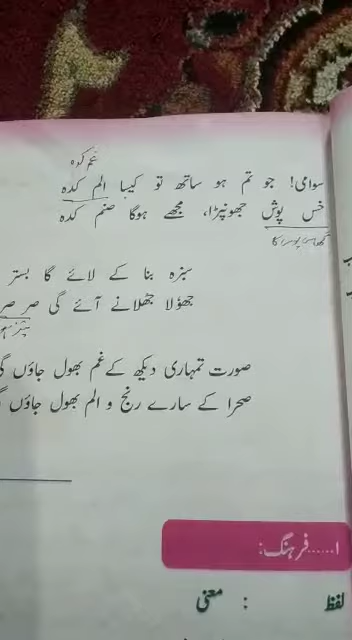 غم کدہ
سوامی! جو تم ہو ساتھ تو کیسا الم کدہ
خس پوش جھونپڑا، مجھے ہوگا صنم کدہ
سبزہ بنا کے لائے گا بستر
جھولا جھلانے آئے گی صر صر
صورت تمہاری دیکھ کے غم بھول جاؤں گی
صحرا کے سارے رنج و الم بھول جاؤں گ
ا......فرہنگ:
لفظ : معنی